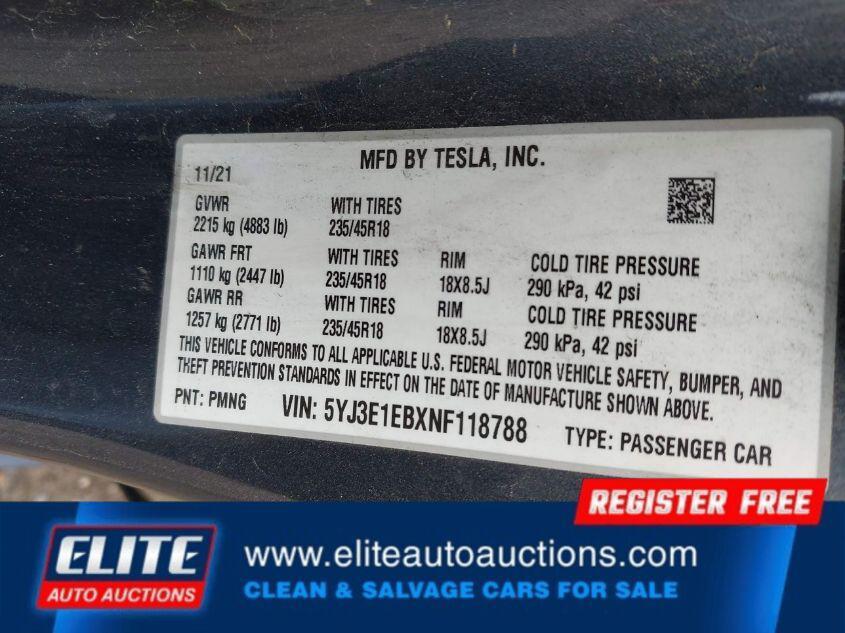 MFD BY TESLA, INC.
11/21
GVWR WITH TIRES
2215 kg (4883 lb) 235/45R18
GAWR FRT WITH TIRES RIM COLD TIRE PRESSURE
1110 kg (2447 lb) 235/45R18 18X8.5J 290 kPa, 42 psi
GAWR RR WITH TIRES RIM COLD TIRE PRESSURE
1257 kg (2771 lb) 235/45R18 18X8.5J 290 kPa, 42 psi
THIS VEHICLE CONFORMS TO ALL APPLICABLE U.S. FEDERAL MOTOR VEHICLE SAFETY, BUMPER, AND
THEFT PREVENTION STANDARDS IN EFFECT ON THE DATE OF MANUFACTURE SHOWN ABOVE.
PNT: PMNG VIN: 5YJ3E1EBXNF118788 TYPE: PASSENGER CAR
REGISTER FREE
ELITE
AUTO AUCTIONS
www.eliteautoauctions.com
CLEAN & SALVAGE CARS FOR SALE